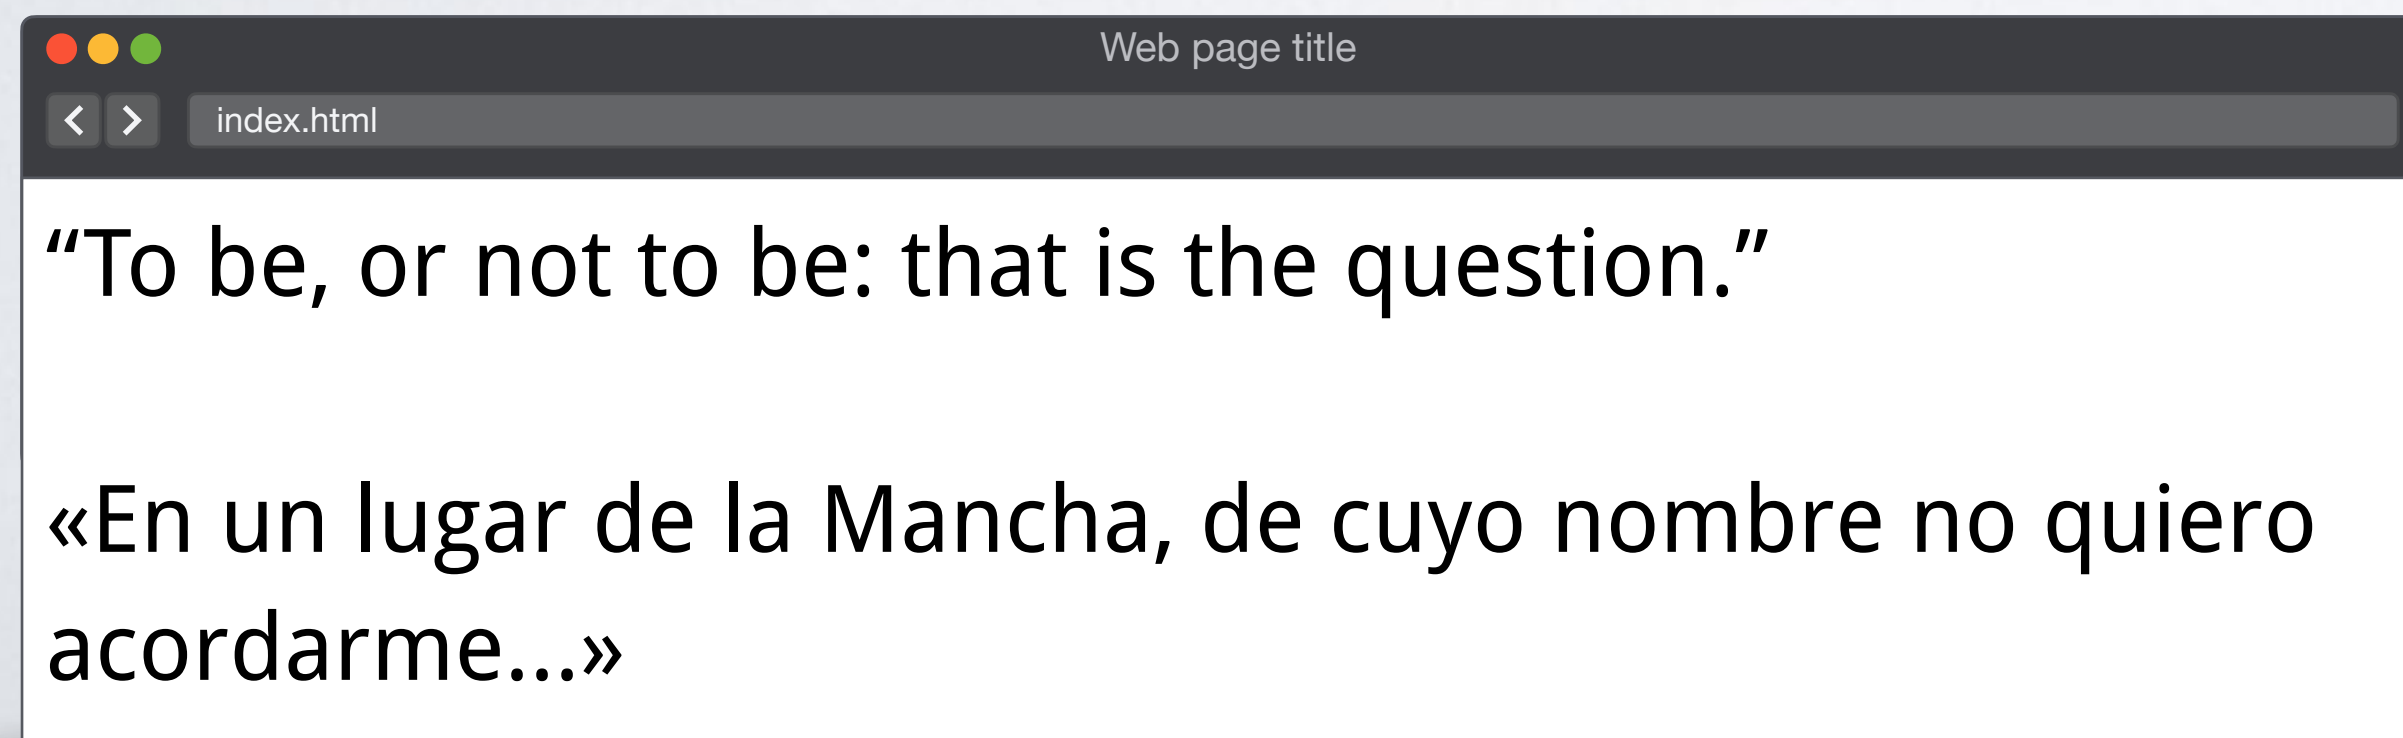 Web page title
index.html
“To be, or not to be: that is the question.”
«En un lugar de la Mancha, de cuyo nombre no quiero
acordarme...»